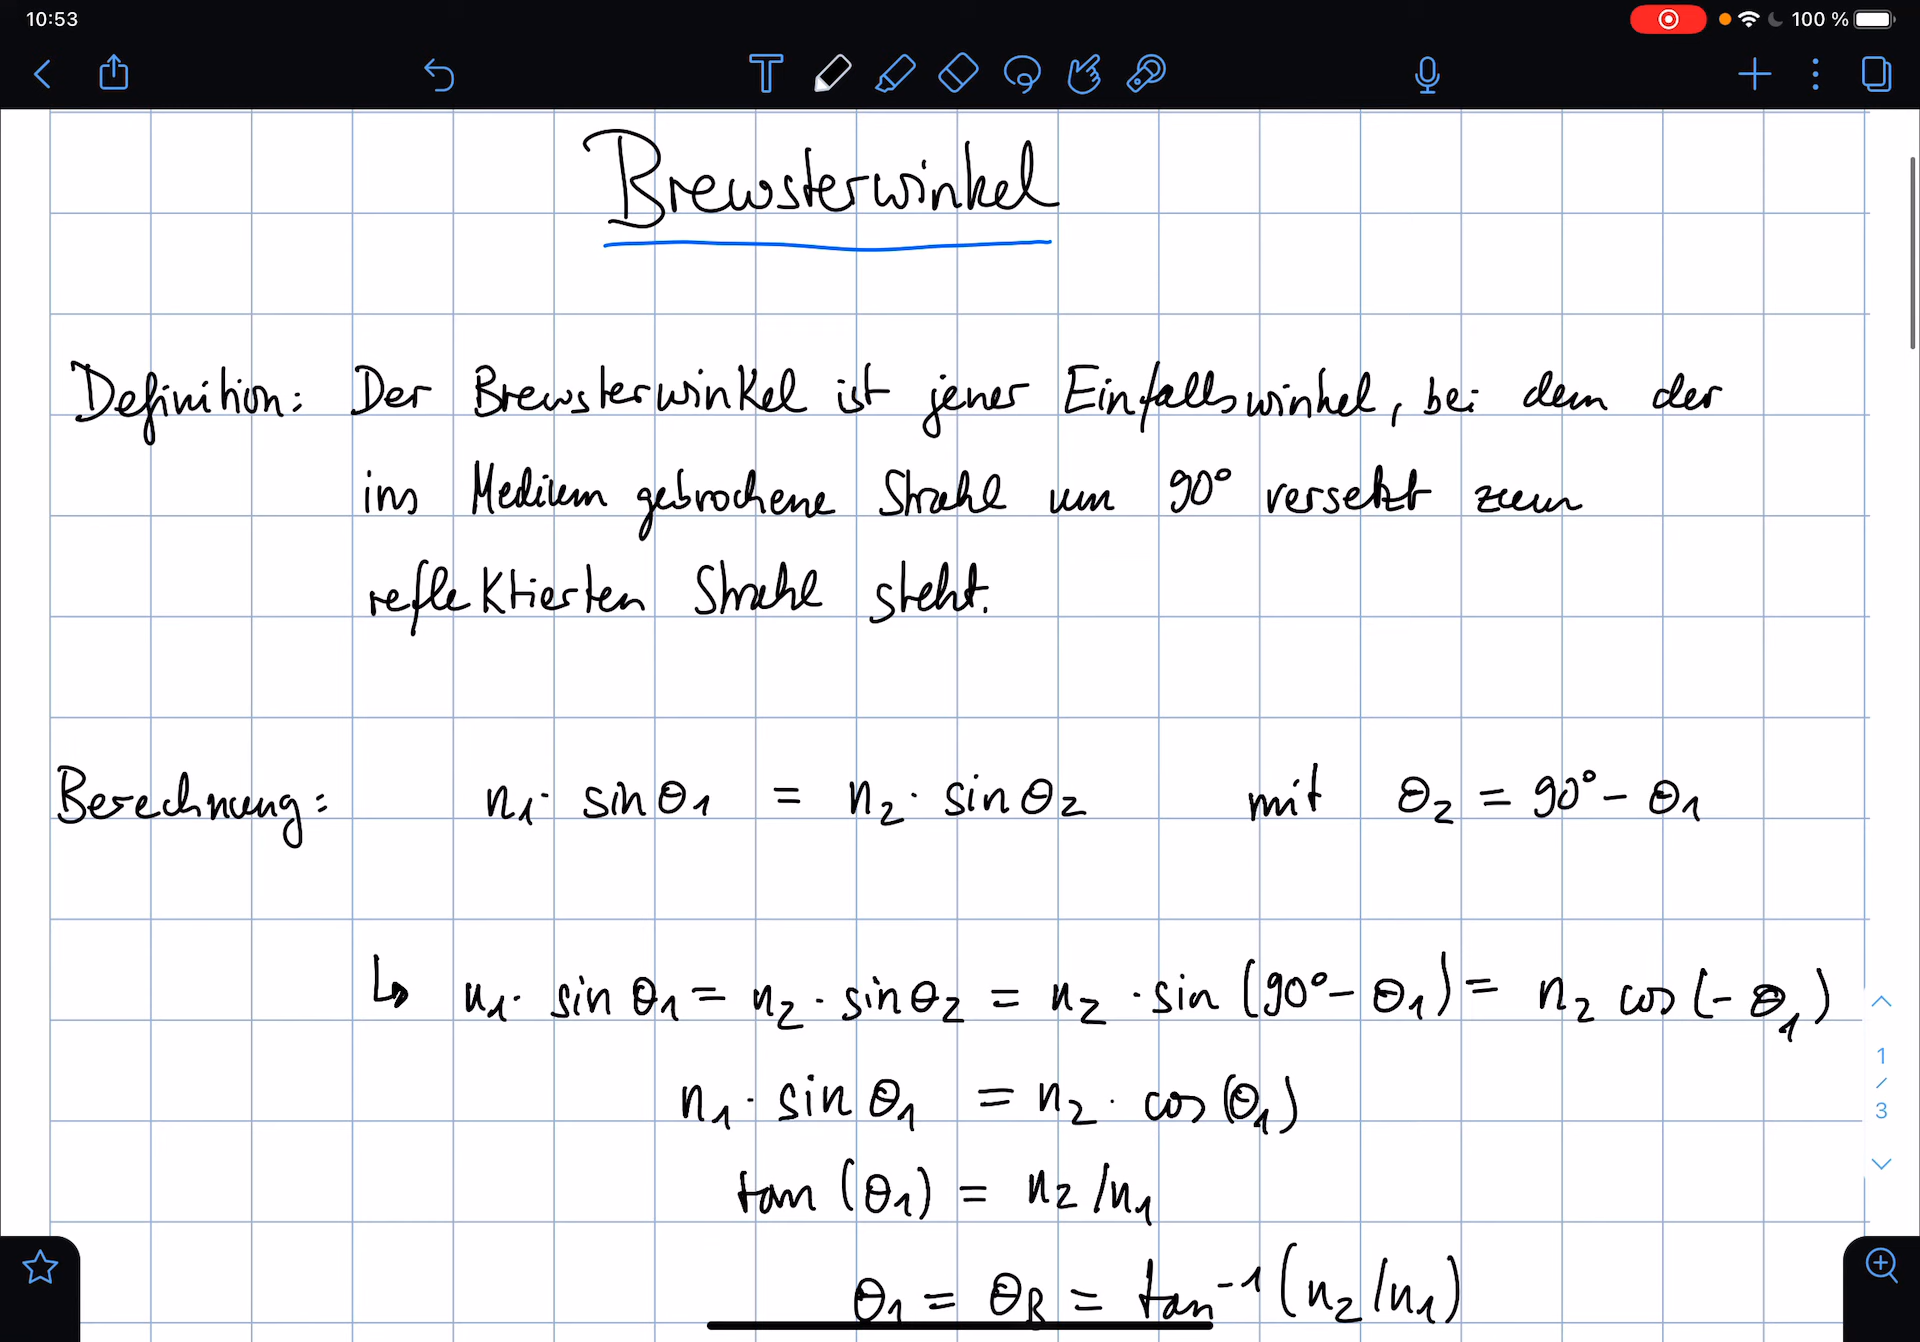 10:53
100 %
Brewsterwinkel
Definition: Der Brewsterwinkel ist jener Einfallswinkel, bei dem der
ins Medium gebrochene Strahl um 90° versetzt zum
reflektierten Strahl steht.
Berechnung: n₁· sin θ₁ = n₂· sin θ₂ mit θ₂ = 90° - θ₁
↳ n₁· sin θ₁ = n₂ · sin θ₂ = n₂ · sin (90° - θ₁) = n₂ cos (- θ₁)
n₁· sin θ₁ = n₂· cos (θ₁)
tan (θ₁) = n₂ / n₁
θ₁ = θ_B = tan⁻¹ (n₂ / n₁)
1
/
3